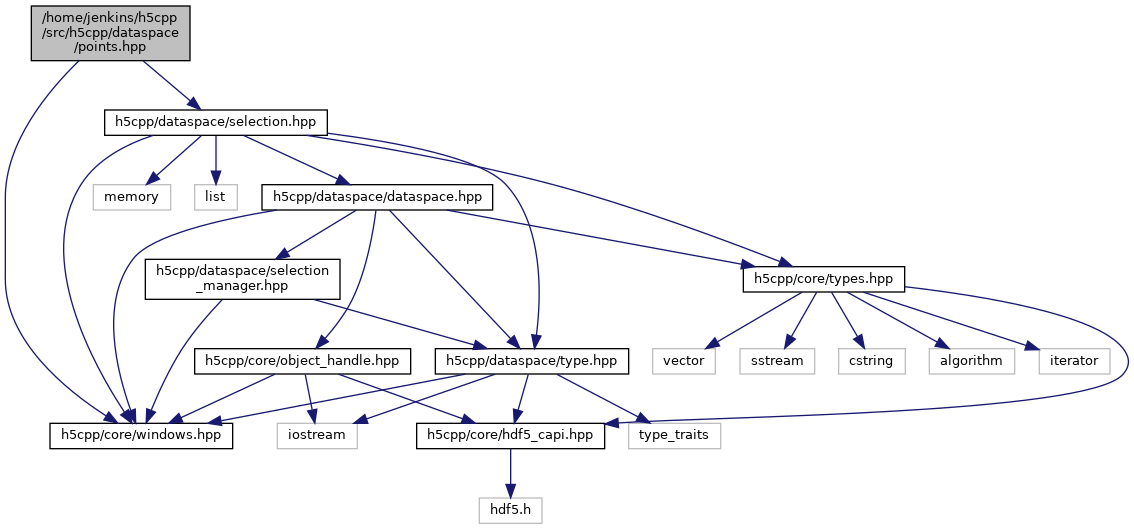 /home/jenkins/h5cpp
/src/h5cpp/dataspace
/points.hpp
h5cpp/dataspace/selection.hpp
memory
list
h5cpp/dataspace/dataspace.hpp
h5cpp/dataspace/selection
_manager.hpp
h5cpp/core/types.hpp
h5cpp/core/object_handle.hpp
h5cpp/dataspace/type.hpp
vector
sstream
cstring
algorithm
iterator
h5cpp/core/windows.hpp
iostream
h5cpp/core/hdf5_capi.hpp
type_traits
hdf5.h